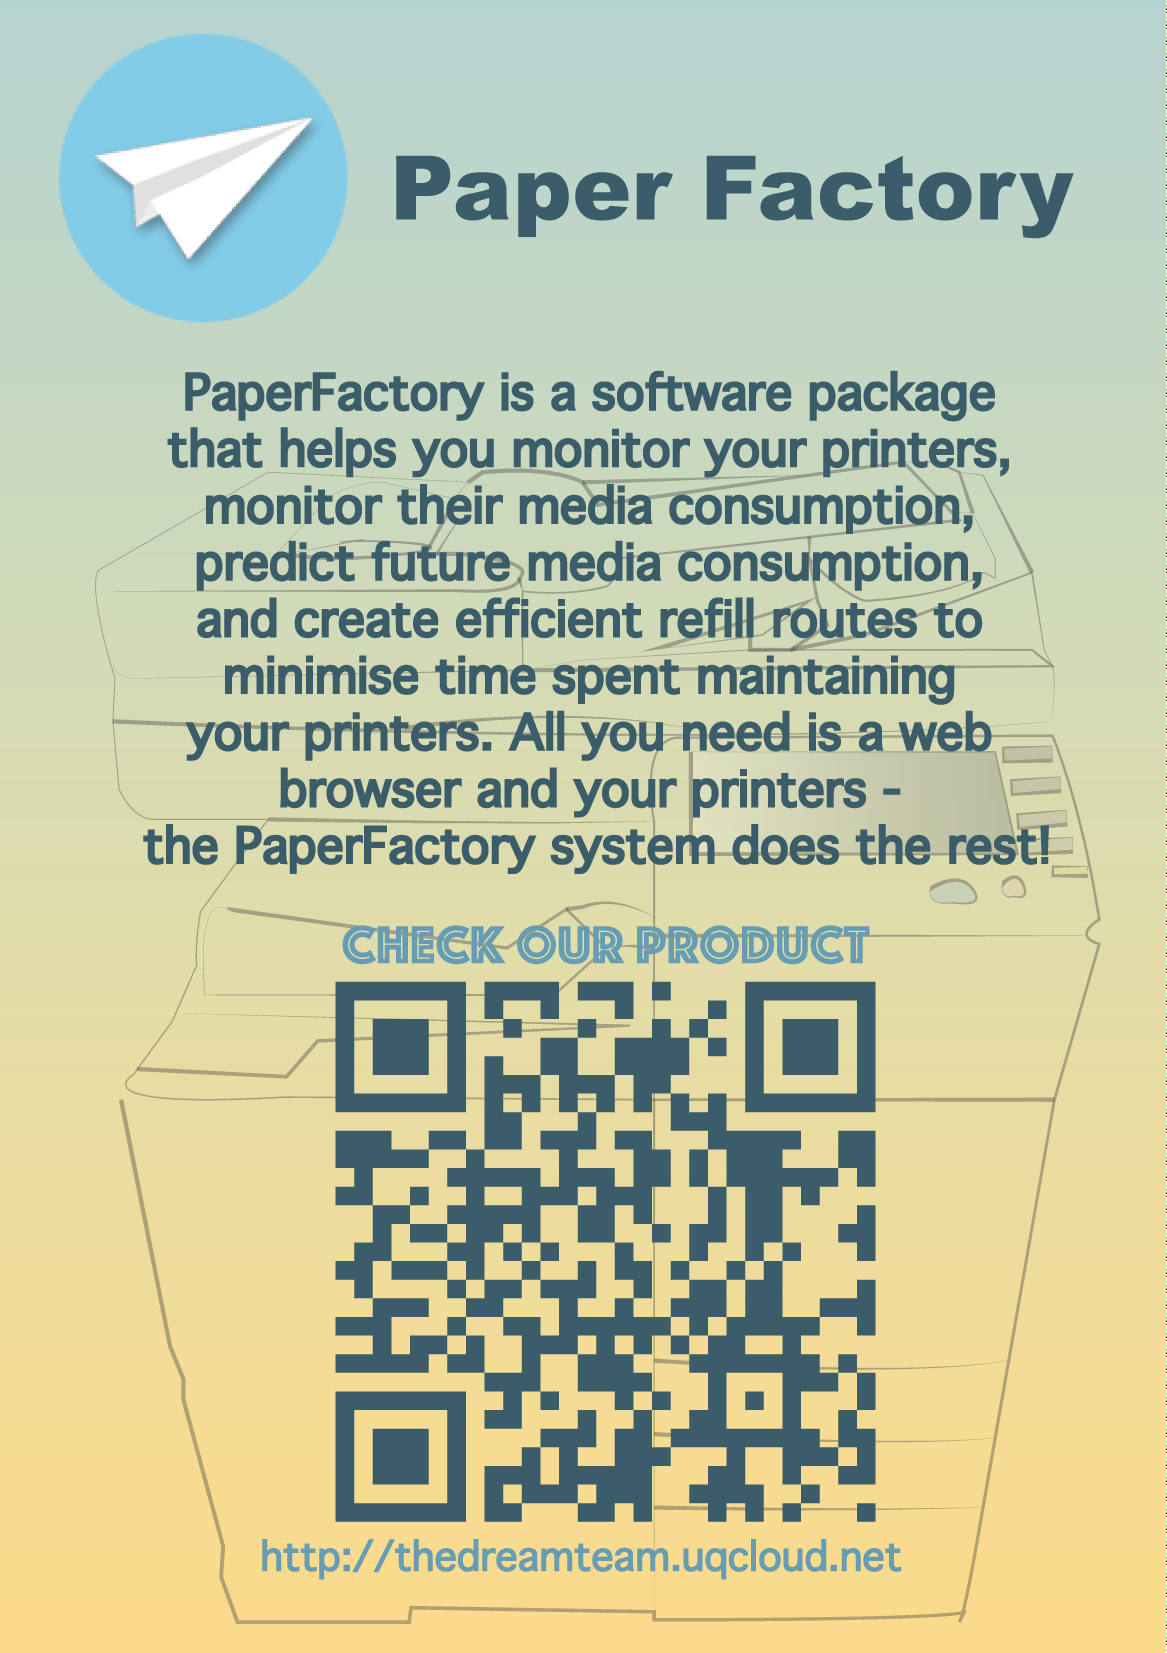 Paper Factory
PaperFactory is a software package
that helps you monitor your printers,
monitor their media consumption,
predict future media consumption,
and create efficient refill routes to
minimise time spent maintaining
your printers. All you need is a web
browser and your printers -
the PaperFactory system does the rest!
CHECK OUR PRODUCT
http://thedreamteam.uqcloud.net